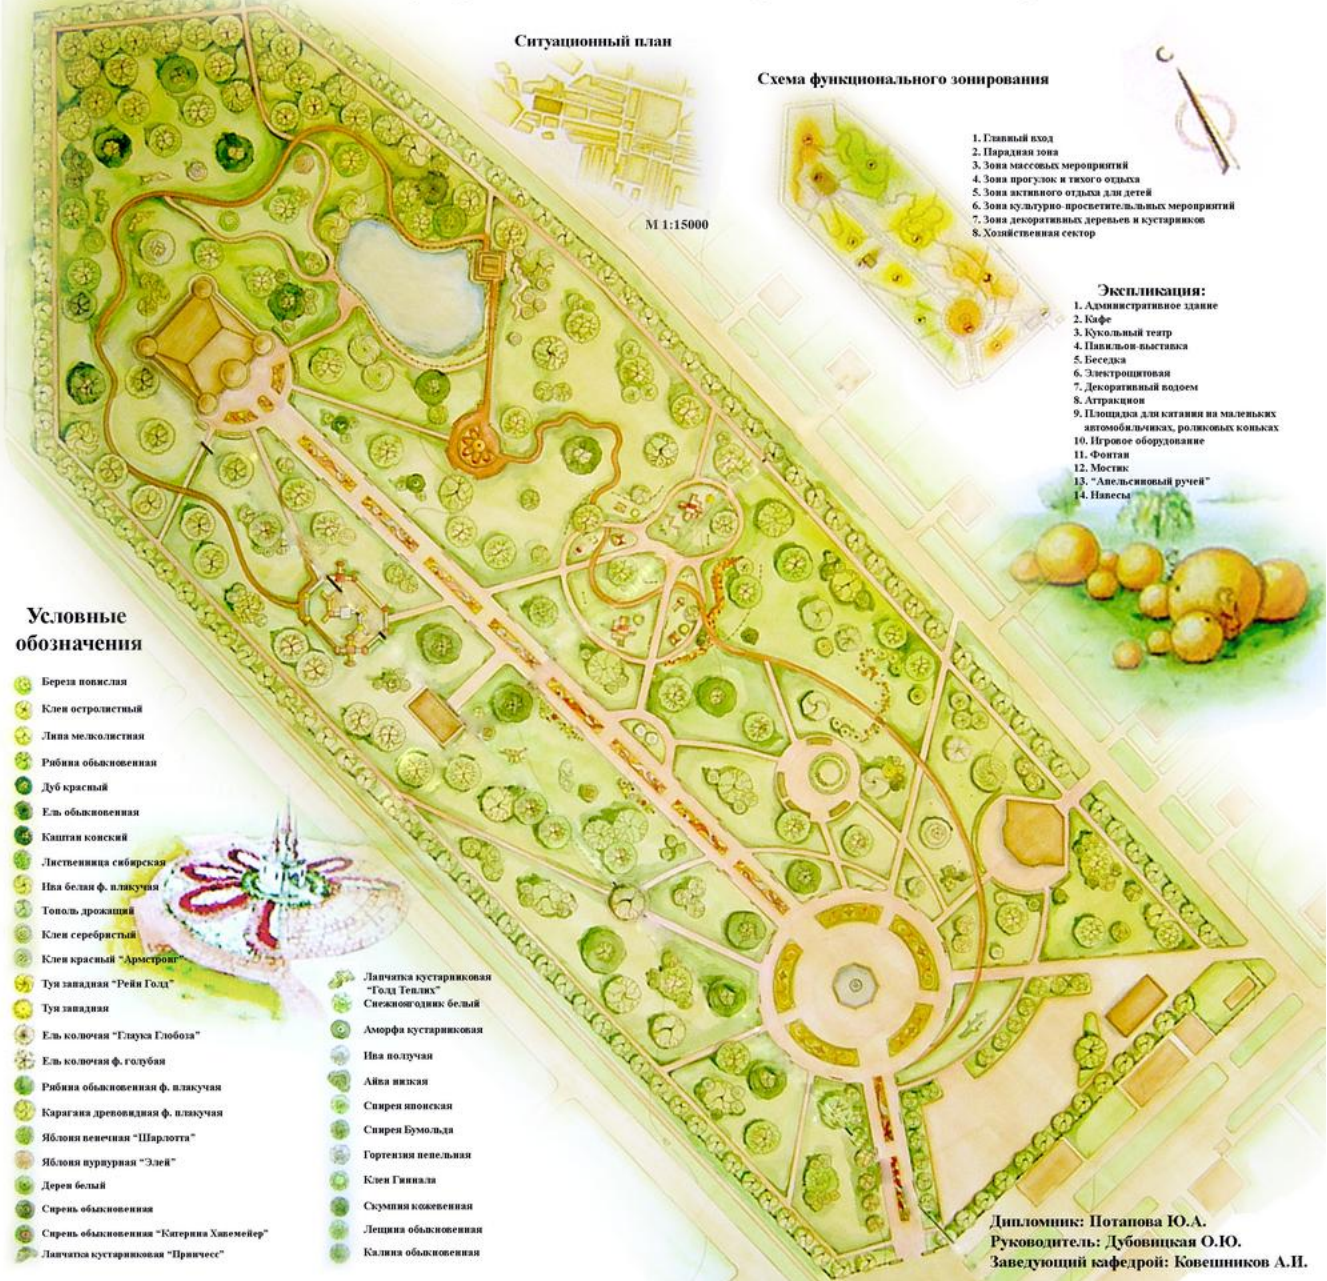 Ситуационный план
М 1:15000
Схема функционального зонирования
С
1. Главный вход
2. Парадная зона
3. Зона массовых мероприятий
4. Зона прогулок и тихого отдыха
5. Зона активного отдыха для детей
6. Зона культурно-просветительльных мероприятий
7. Зона декоративных деревьев и кустарников
8. Хозяйственная сектор
Экспликация:
1. Административное здание
2. Кафе
3. Кукольный театр
4. Павильон-выставка
5. Беседка
6. Электрощитовая
7. Декоративный водоем
8. Аттракцион
9. Площадка для катания на маленьких
автомобильчиках, роликовых коньках
10. Игровое оборудование
11. Фонтан
12. Мостик
13. "Апельсиновый ручей"
14. Навесы
Условные
обозначения
Береза повислая
Клен остролистный
Липа мелколистная
Рябина обыкновенная
Дуб красный
Ель обыкновенная
Каштан конский
Лиственница сибирская
Ива белая ф. плакучая
Тополь дрожащий
Клен серебристый
Клен красный "Армстронг"
Туя западная "Рейн Голд"
Туя западная
Ель колючая "Глаука Глобоза"
Ель колючая ф. голубая
Рябина обыкновенная ф. плакучая
Карагана древовидная ф. плакучая
Яблоня венечная "Шарлотта"
Яблоня пурпурная "Элей"
Дерен белый
Сирень обыкновенная
Сирень обыкновенная "Катерина Хавемейер"
Лапчатка кустарниковая "Принчесс"
Лапчатка кустарниковая
"Голд Теплих"
Снежноягодник белый
Аморфа кустарниковая
Ива ползучая
Айва низкая
Спирея японская
Спирея Бумольда
Гортензия пепельная
Клен Гиннала
Скумпия кожевенная
Лещина обыкновенная
Калина обыкновенная
Дипломник: Потапова Ю.А.
Руководитель: Дубовицкая О.Ю.
Заведующий кафедрой: Ковешников А.И.